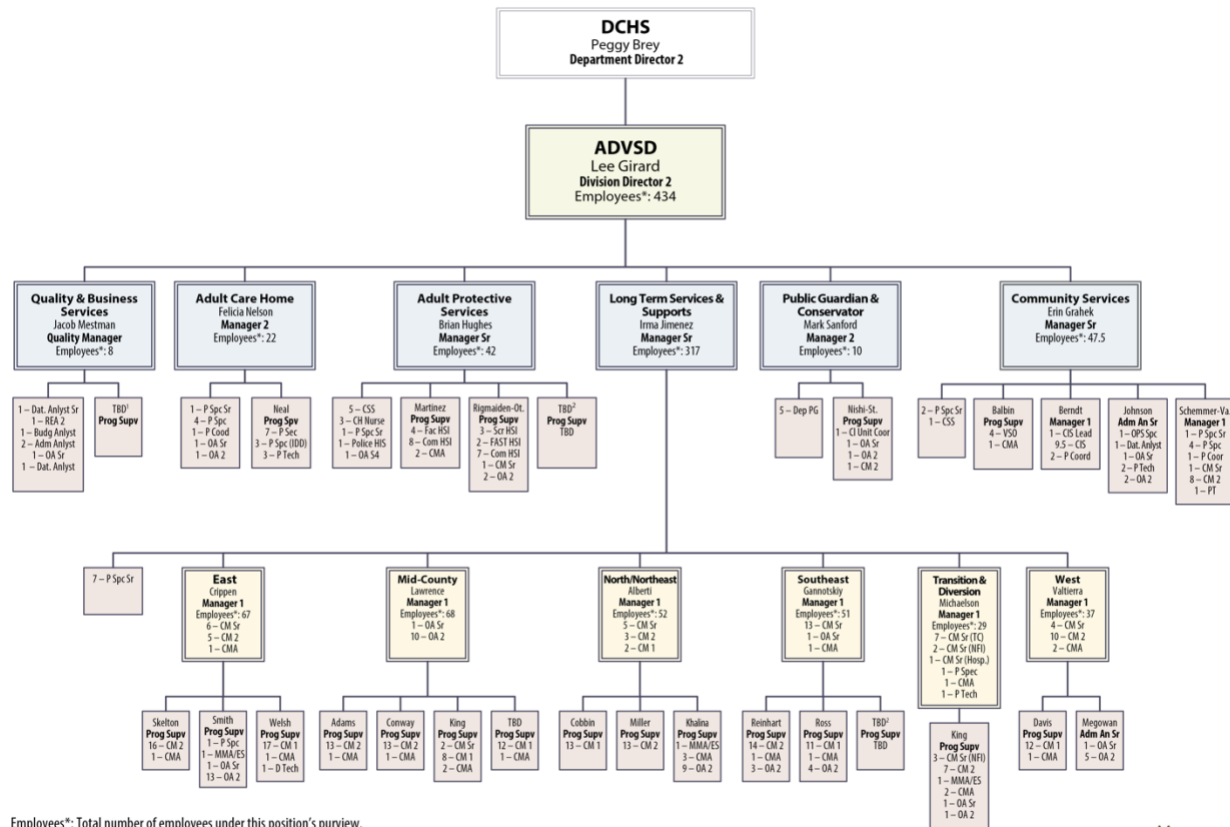 DCHS
Peggy Brey
Department Director 2
ADVSD
Lee Girard
Division Director 2
Employees*: 434
Quality & Business
Services
Jacob Mestman
Quality Manager
Employees*: 8
Adult Care Home
Felicia Nelson
Manager 2
Employees*: 22
Adult Protective
Services
Brian Hughes
Manager Sr
Employees*: 42
Long Term Services &
Supports
Irma Jimenez
Manager Sr
Employees*: 317
Public Guardian &
Conservator
Mark Sanford
Manager 2
Employees*: 10
Community Services
Erin Grahek
Manager Sr
Employees*: 47.5
1 – Dat. Anlyst Sr
1 – REA 2
1 – Budg Anlyst
2 – Adm Anlyst
1 – OA Sr
1 – Dat. Anlyst
TBD¹
Prog Supv
1 – P Spc Sr
4 – P Spc
1 – P Cood
1 – OA Sr
1 – OA 2
Neal
Prog Spv
7 – P Sec
3 – P Spc (IDD)
3 – P Tech
5 – CSS
3 – CH Nurse
1 – P Spc Sr
1 – Police HIS
1 – OA S4
Martinez
Prog Supv
4 – Fac HSI
8 – Com HSI
2 – CMA
Rigmaiden-Ot.
Prog Supv
3 – Scr HSI
2 – FAST HSI
7 – Com HSI
1 – CM Sr
2 – OA 2
TBD²
Prog Supv
TBD
5 – Dep PG
Nishi-St.
Prog Supv
1 – CI Unit Coor
1 – OA Sr
1 – OA 2
1 – CM 2
2 – P Spc Sr
1 – CSS
Balbin
Prog Supv
4 – VSO
1 – CMA
Berndt
Manager 1
1 – CIS Lead
9.5 – CIS
2 – P Coord
Johnson
Adm An Sr
1 – OPS Spc
1 – Dat. Anlyst
1 – OA Sr
2 – P Tech
2 – OA 2
Schemmer-Va.
Manager 1
1 – P Spc Sr
4 – P Spc
1 – P Coor
1 – CM Sr
8 – CM 2
1 – PT
7 – P Spc Sr
East
Crippen
Manager 1
Employees*: 67
6 – CM Sr
5 – CM 2
1 – CMA
Mid-County
Lawrence
Manager 1
Employees*: 68
1 – OA Sr
10 – OA 2
North/Northeast
Alberti
Manager 1
Employees*: 52
5 – CM Sr
3 – CM 2
2 – CM 1
Southeast
Gannotskiy
Manager 1
Employees*: 51
13 – CM Sr
1 – OA Sr
1 – CMA
Transition &
Diversion
Michaelson
Manager 1
Employees*: 29
7 – CM Sr (TC)
2 – CM Sr (NFI)
1 – CM Sr (Hosp.)
1 – P Spec
1 – CMA
1 – P Tech
West
Valtierra
Manager 1
Employees*: 37
4 – CM Sr
10 – CM 2
2 – CMA
Skelton
Prog Supv
16 – CM 2
1 – CMA
Smith
Prog Supv
1 – P Spc
1 – MMA/ES
1 – OA Sr
13 – OA 2
Welsh
Prog Supv
17 – CM 1
1 – CMA
1 – D Tech
Adams
Prog Supv
13 – CM 2
1 – CMA
Conway
Prog Supv
13 – CM 2
1 – CMA
King
Prog Supv
2 – CM Sr
8 – CM 1
2 – CMA
TBD
Prog Supv
12 – CM 1
1 – CMA
Cobbin
Prog Supv
13 – CM 1
Miller
Prog Supv
13 – CM 2
Khalina
Prog Supv
1 – MMA/ES
3 – CMA
9 – OA 2
Reinhart
Prog Supv
14 – CM 2
1 – CMA
3 – OA 2
Ross
Prog Supv
11 – CM 1
1 – CMA
4 – OA 2
TBD²
Prog Supv
TBD
King
Prog Supv
3 – CM Sr (NFI)
7 – CM 2
1 – MMA/ES
2 – CMA
1 – OA Sr
1 – OA 2
Davis
Prog Supv
12 – CM 1
1 – CMA
Megowan
Adm An Sr
1 – OA Sr
5 – OA 2
Employees*: Total number of employees under this position's purview.